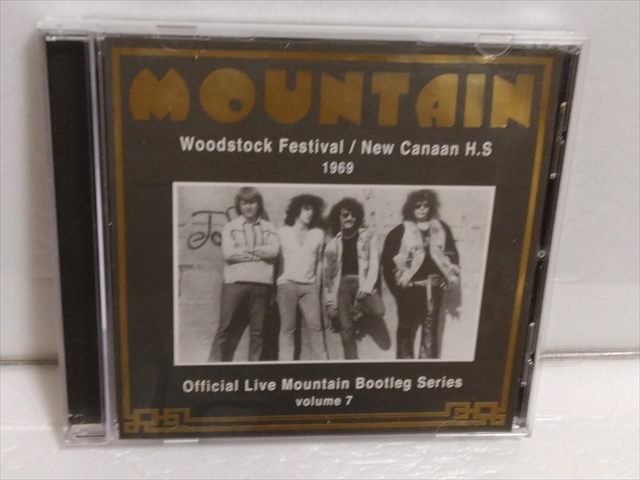 MOUNTAIN
Woodstock Festival / New Canaan H.S
1969
Official Live Mountain Bootleg Series
volume 7